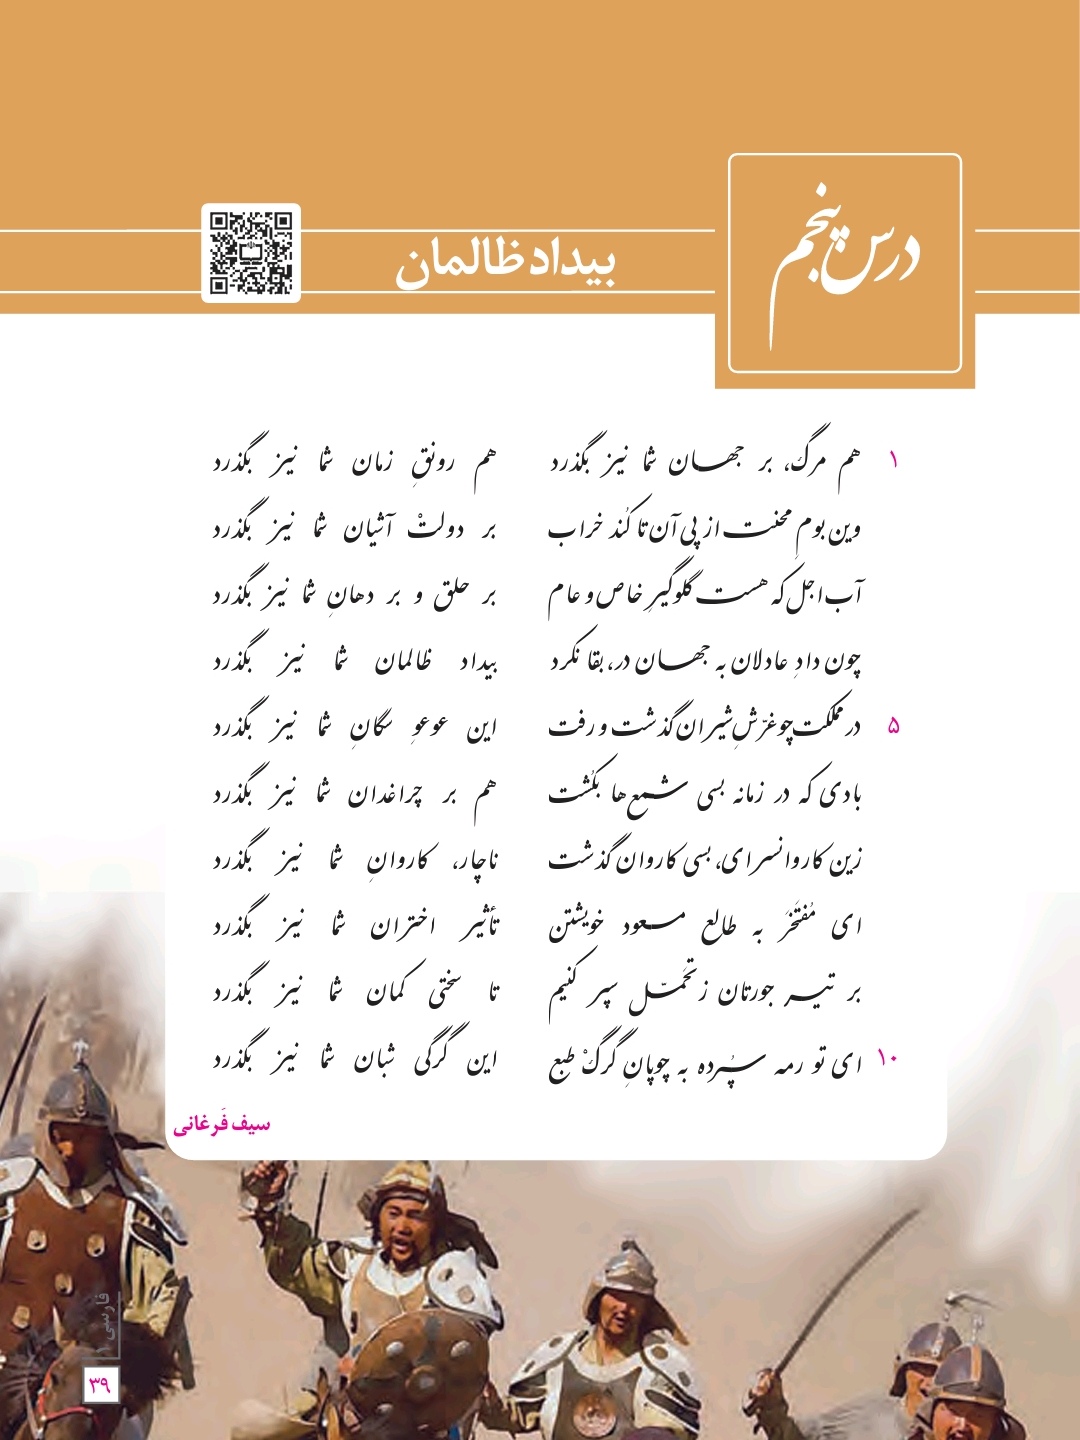 درس پنجم
بیداد ظالمان
۱ هم مرگ، بر جهان شما نیز بگذرد هم رونقِ زمان شما نیز بگذرد
وین بومِ محنت از پی آن تا کُند خراب بر دولتْ آشیان شما نیز بگذرد
آب اجل که هست گلوگیرِ خاص و عام بر حلق و بر دهانِ شما نیز بگذرد
چون دادِ عادلان به جهان در، بقا نکرد بیداد ظالمان شما نیز بگذرد
۵ در مملکت چو غرّشِ شیران گذشت و رفت این عوعوِ سگانِ شما نیز بگذرد
بادی که در زمانه بسی شمع‌ها بکُشت هم بر چراغدان شما نیز بگذرد
زین کاروانسرای، بسی کاروان گذشت ناچار، کاروانِ شما نیز بگذرد
ای مُفتَخَر به طالع مسعود خویشتن تأثیر اختران شما نیز بگذرد
بر تیر جورتان ز تحمّل سپر کنیم تا سختی کمان شما نیز بگذرد
۱۰ ای تو رمه سپُرده به چوپانِ گرگْ طبع این گرگی شبان شما نیز بگذرد
سیف فَرغانی
فارسی ۱
۳۹